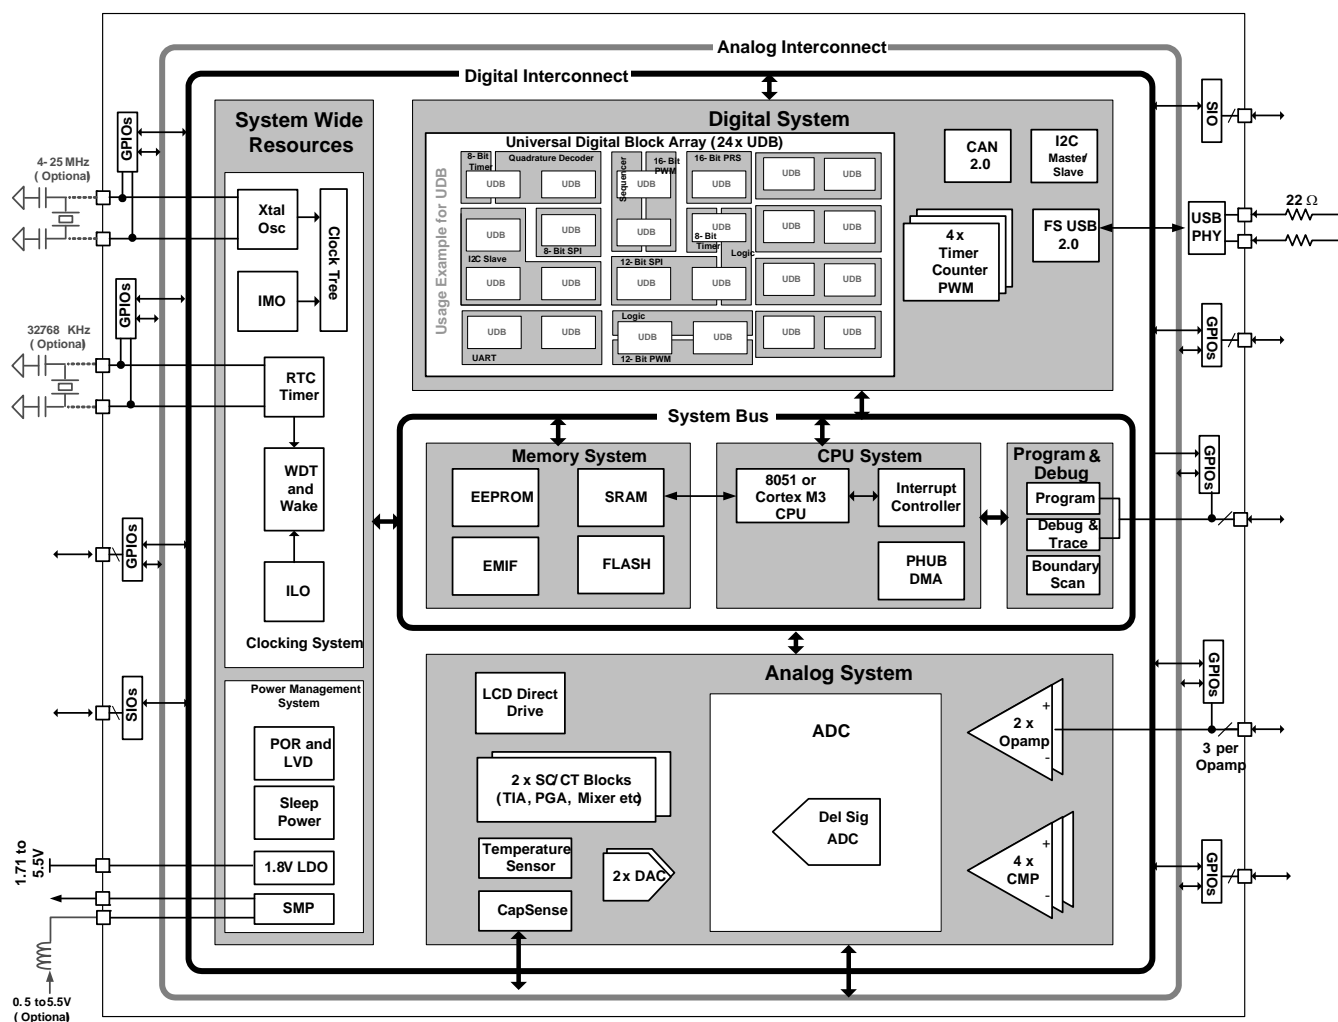 Analog Interconnect
Digital Interconnect
System Wide
Resources
Xtal
Osc
Clock Tree
IMO
RTC
Timer
WDT
and
Wake
ILO
Clocking System
Power Management
System
POR and
LVD
Sleep
Power
1.8V LDO
SMP
4- 25 MHz
( Optional)
GPIOs
32768 KHz
( Optional)
GPIOs
GPIOs
SIOs
1.71 to
5.5V
0. 5 to 5.5V
( Optional)
Digital System
Universal Digital Block Array (24 x UDB)
Usage Example for UDB
8- Bit
Timer
Quadrature Decoder
Sequencer
16- Bit
PWM
16- Bit PRS
UDB
UDB
UDB
UDB
UDB
UDB
UDB
UDB
UDB
UDB
UDB
UDB
I2C Slave
8- Bit SPI
8- Bit
Timer
Logic
12- Bit SPI
UDB
UDB
UDB
UDB
UDB
UDB
Logic
UDB
UDB
UDB
UDB
UDB
UDB
UART
12- Bit PWM
CAN
2.0
I2C
Master/
Slave
4 x
Timer
Counter
PWM
FS USB
2.0
System Bus
Memory System
EEPROM
SRAM
EMIF
FLASH
CPU System
8051 or
Cortex M3
CPU
Interrupt
Controller
PHUB
DMA
Program &
Debug
Program
Debug &
Trace
Boundary
Scan
Analog System
LCD Direct
Drive
2 x SC/ CT Blocks
(TIA, PGA, Mixer etc)
Temperature
Sensor
CapSense
2 x DAC
ADC
Del Sig
ADC
+
2 x
Opamp
-
+
4 x
CMP
-
SIO
USB
PHY
22 Ω
GPIOs
GPIOs
GPIOs
3 per
Opamp
GPIOs